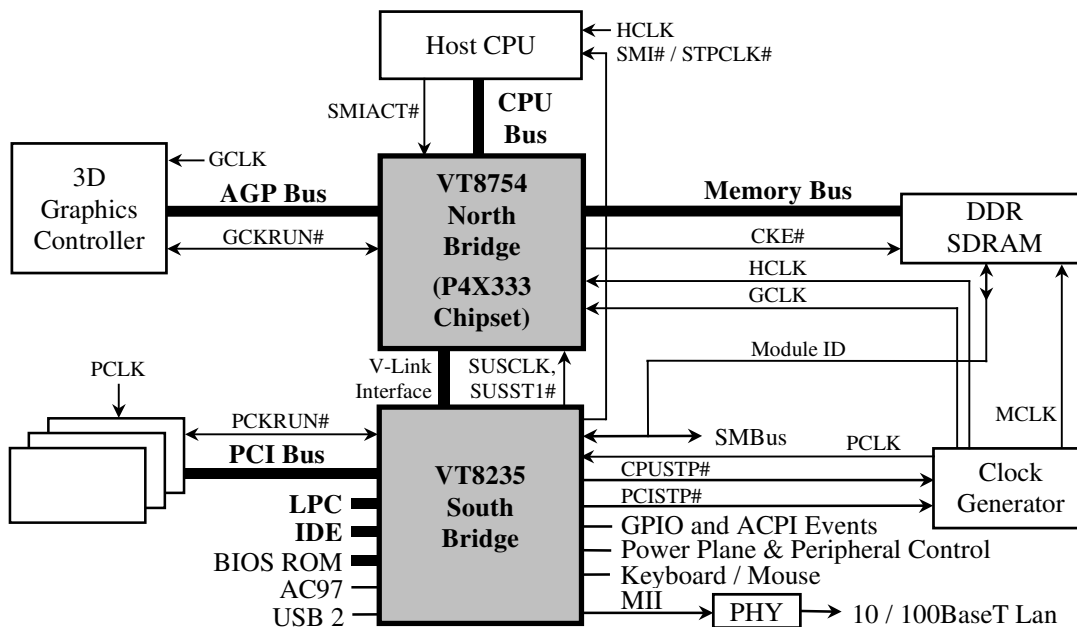 Host CPU
HCLK
SMI# / STPCLK#
SMIACT#
CPU
Bus
3D
Graphics
Controller
GCLK
AGP Bus
GCKRUN#
VT8754
North
Bridge
(P4X333
Chipset)
Memory Bus
DDR
SDRAM
CKE#
HCLK
GCLK
Module ID
MCLK
V-Link
Interface
SUSCLK,
SUSST1#
PCLK
PCKRUN#
PCI Bus
LPC
IDE
BIOS ROM
AC97
USB 2
VT8235
South
Bridge
SMBus
PCLK
CPUSTP#
PCISTP#
Clock
Generator
GPIO and ACPI Events
Power Plane & Peripheral Control
Keyboard / Mouse
MII
PHY
10 / 100BaseT Lan